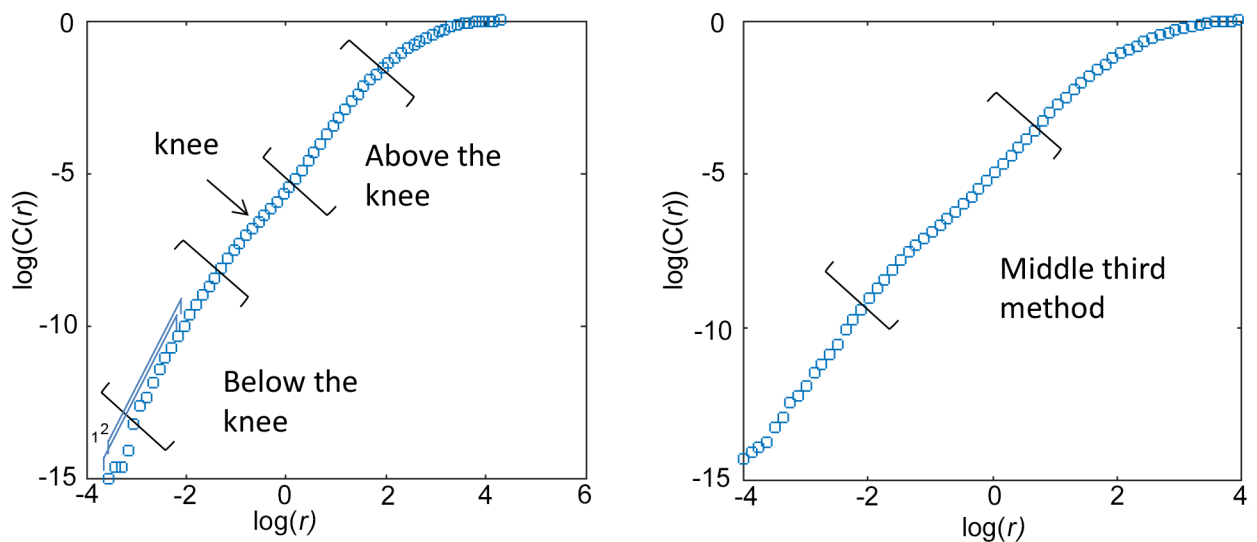 0
-5
-10
-15
-4
-2
0
2
4
6
log(C(r))
log(r)
knee
Above the
knee
Below the
knee
1 2
0
-5
-10
-15
-4
-2
0
2
4
log(C(r))
log(r)
Middle third
method